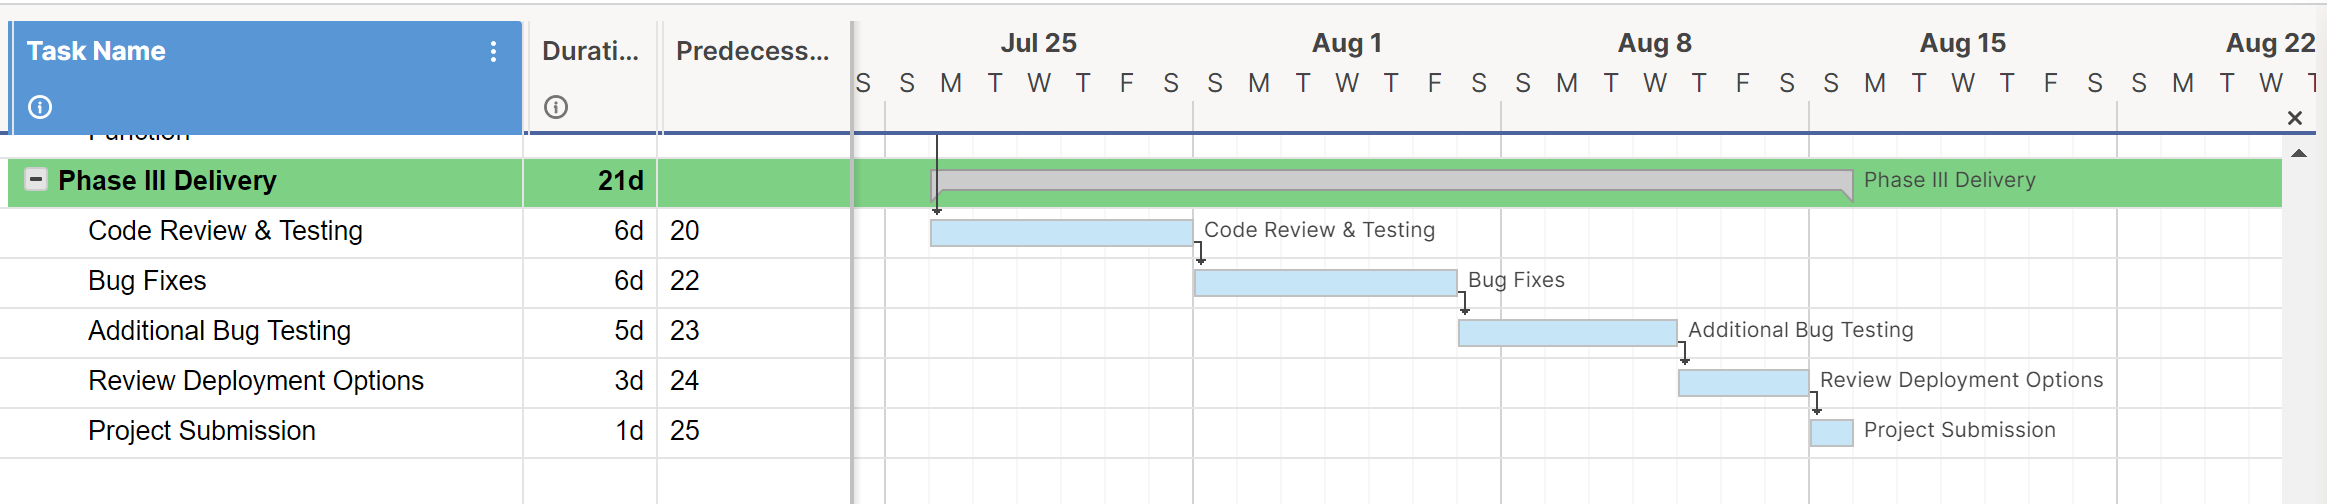 Task Name Durati... Predecess... Jul 25 Aug 1 Aug 8 Aug 15 Aug 22
S S M T W T F S S M T W T F S S M T W T F S S M T W T F S S M T W T
Function
Phase III Delivery 21d Phase III Delivery
Code Review & Testing 6d 20 Code Review & Testing
Bug Fixes 6d 22 Bug Fixes
Additional Bug Testing 5d 23 Additional Bug Testing
Review Deployment Options 3d 24 Review Deployment Options
Project Submission 1d 25 Project Submission